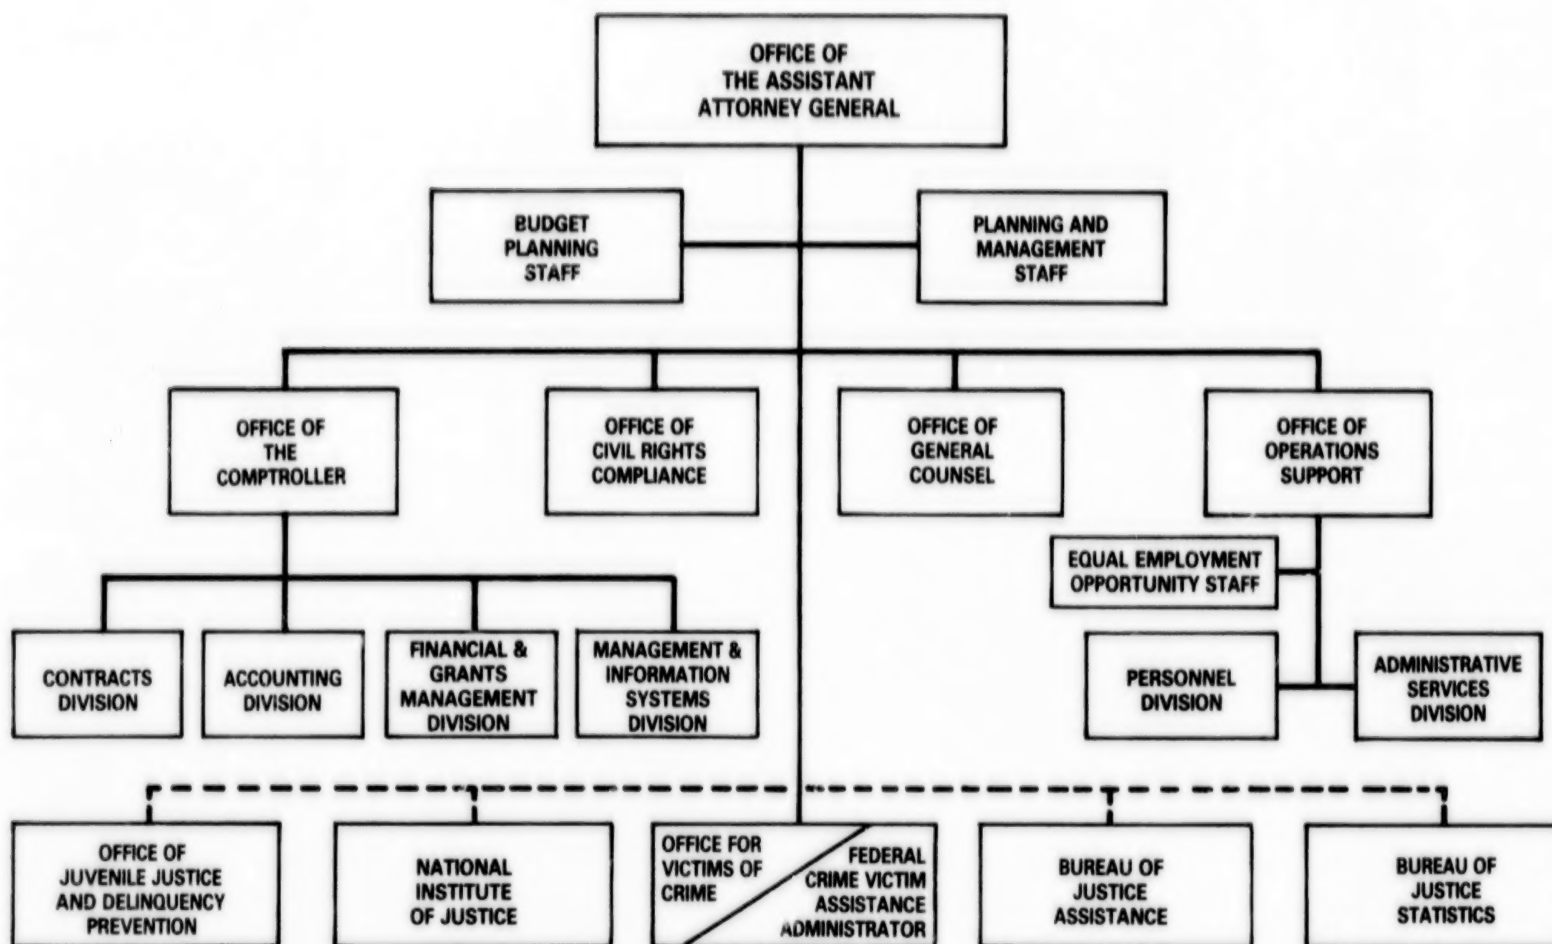 OFFICE OF
THE ASSISTANT
ATTORNEY GENERAL
BUDGET
PLANNING
STAFF
PLANNING AND
MANAGEMENT
STAFF
OFFICE OF
THE
COMPTROLLER
OFFICE OF
CIVIL RIGHTS
COMPLIANCE
OFFICE OF
GENERAL
COUNSEL
OFFICE OF
OPERATIONS
SUPPORT
EQUAL EMPLOYMENT
OPPORTUNITY STAFF
CONTRACTS
DIVISION
ACCOUNTING
DIVISION
FINANCIAL &
GRANTS
MANAGEMENT
DIVISION
MANAGEMENT &
INFORMATION
SYSTEMS
DIVISION
PERSONNEL
DIVISION
ADMINISTRATIVE
SERVICES
DIVISION
OFFICE OF
JUVENILE JUSTICE
AND DELINQUENCY
PREVENTION
NATIONAL
INSTITUTE
OF JUSTICE
OFFICE FOR
VICTIMS OF
CRIME
FEDERAL
CRIME VICTIM
ASSISTANCE
ADMINISTRATOR
BUREAU OF
JUSTICE
ASSISTANCE
BUREAU OF
JUSTICE
STATISTICS